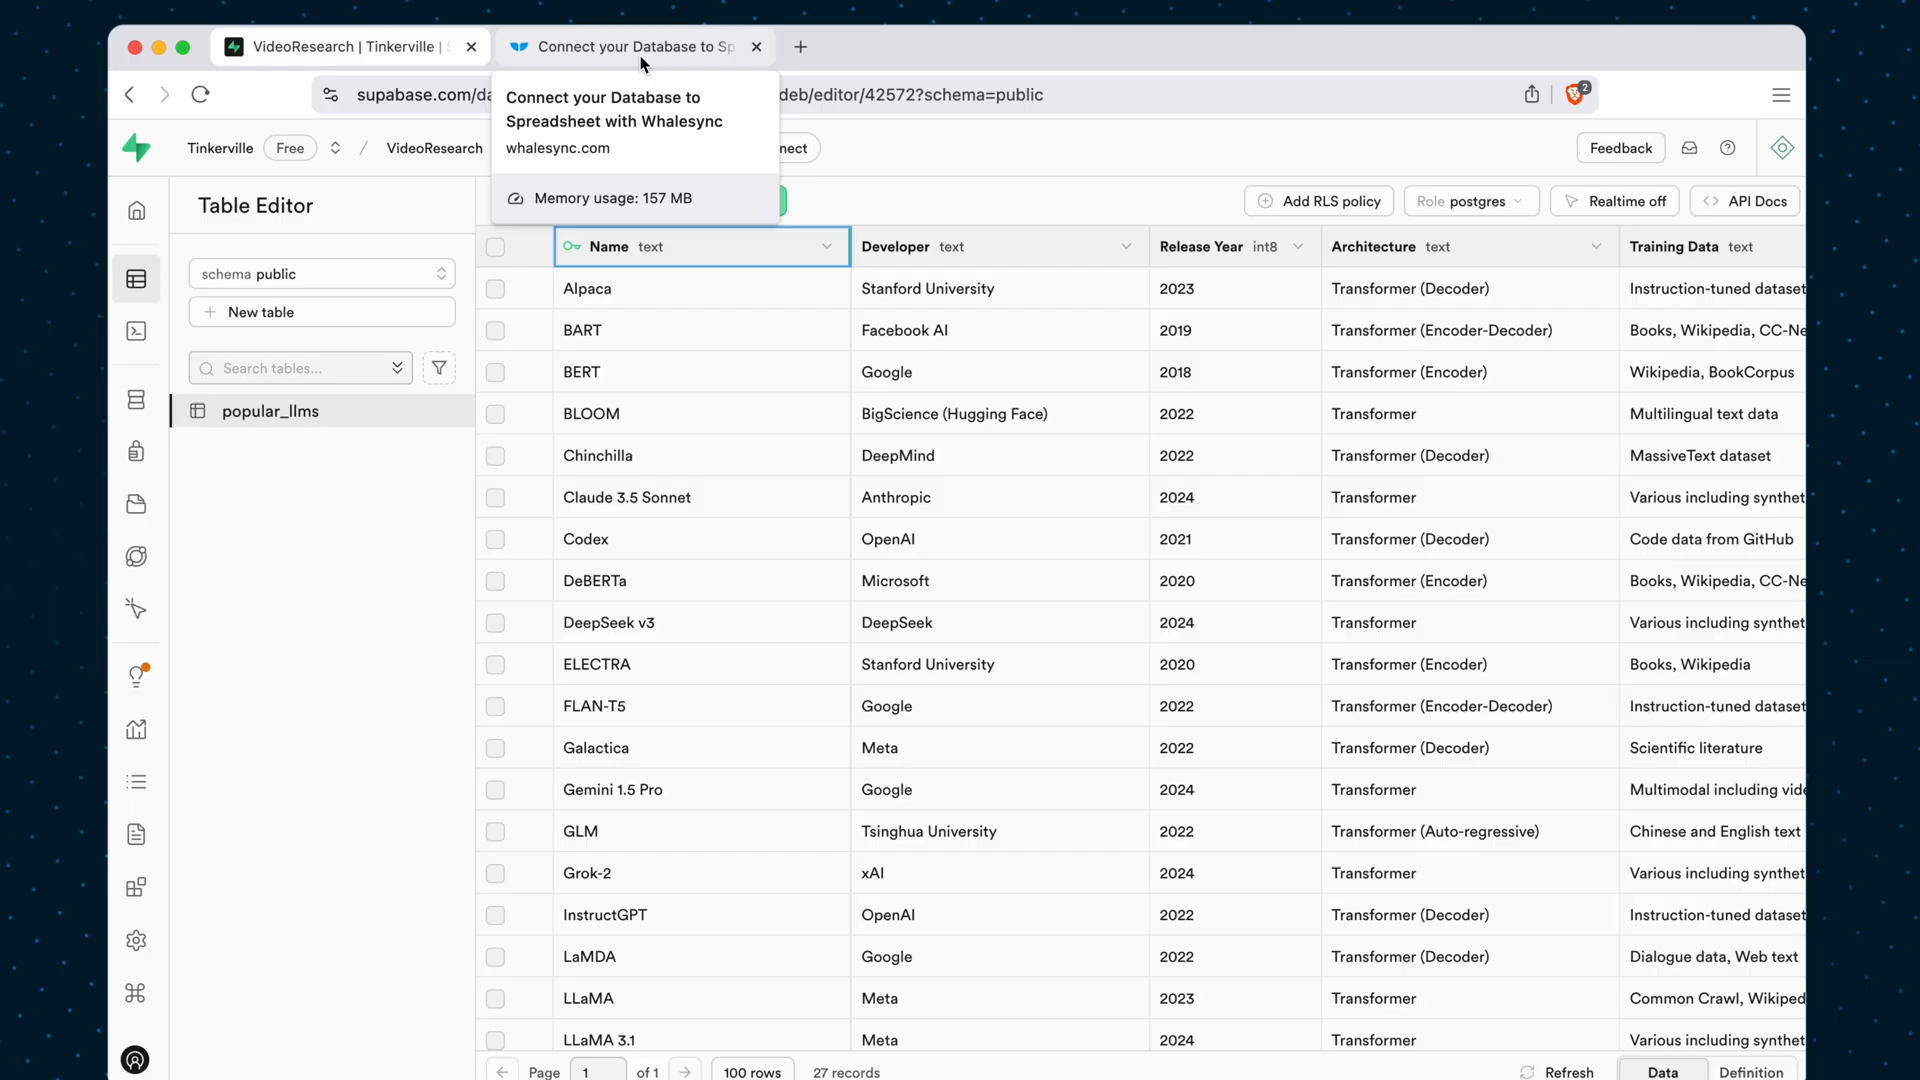 VideoResearch | Tinkerville |
Connect your Database to Sp
supabase.com/da
deb/editor/42572?schema=public
2
Connect your Database to
Spreadsheet with Whalesync
whalesync.com
Memory usage: 157 MB
Tinkerville Free / VideoResearch
nect
Feedback
Table Editor
Add RLS policy
Role postgres
Realtime off
API Docs
schema public
New table
Search tables...
popular_llms
Name text Developer text Release Year int8 Architecture text Training Data text
Alpaca Stanford University 2023 Transformer (Decoder) Instruction-tuned dataset
BART Facebook AI 2019 Transformer (Encoder-Decoder) Books, Wikipedia, CC-Ne
BERT Google 2018 Transformer (Encoder) Wikipedia, BookCorpus
BLOOM BigScience (Hugging Face) 2022 Transformer Multilingual text data
Chinchilla DeepMind 2022 Transformer (Decoder) MassiveText dataset
Claude 3.5 Sonnet Anthropic 2024 Transformer Various including synthet
Codex OpenAI 2021 Transformer (Decoder) Code data from GitHub
DeBERTa Microsoft 2020 Transformer (Encoder) Books, Wikipedia, CC-Ne
DeepSeek v3 DeepSeek 2024 Transformer Various including synthet
ELECTRA Stanford University 2020 Transformer (Encoder) Books, Wikipedia
FLAN-T5 Google 2022 Transformer (Encoder-Decoder) Instruction-tuned dataset
Galactica Meta 2022 Transformer (Decoder) Scientific literature
Gemini 1.5 Pro Google 2024 Transformer Multimodal including vide
GLM Tsinghua University 2022 Transformer (Auto-regressive) Chinese and English text
Grok-2 xAI 2024 Transformer Various including synthet
InstructGPT OpenAI 2022 Transformer (Decoder) Instruction-tuned dataset
LaMDA Google 2022 Transformer (Decoder) Dialogue data, Web text
LLaMA Meta 2023 Transformer Common Crawl, Wikiped
LLaMA 3.1 Meta 2024 Transformer Various including synthet
Page 1 of 1 100 rows 27 records
Refresh Data Definition